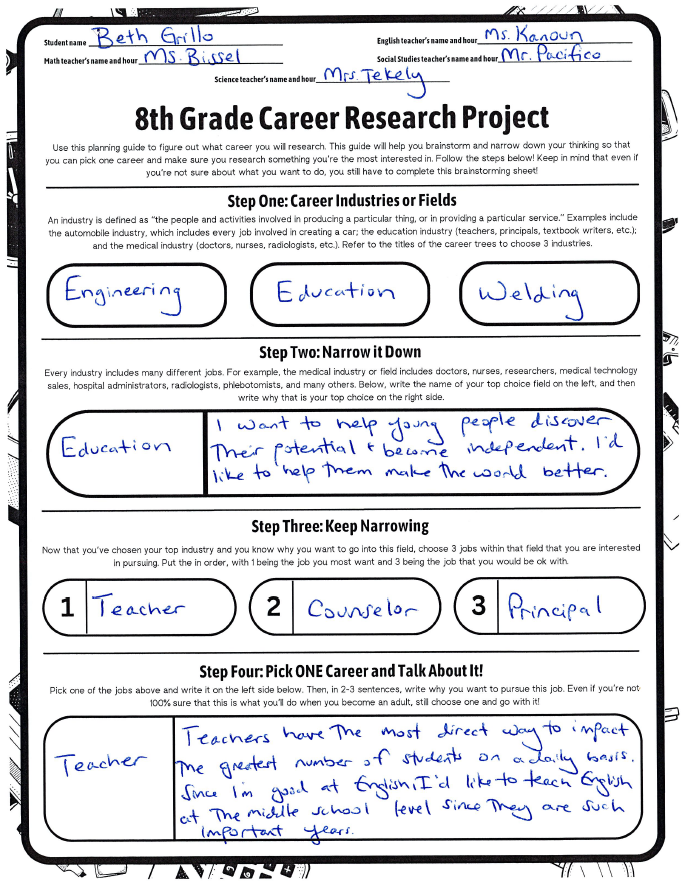 Student name Beth Grillo English teacher's name and hour Ms. Kanoun
Math teacher's name and hour Ms. Bissel Social Studies teacher's name and hour Mr. Pacifico
Science teacher's name and hour Mrs. Tekely
8th Grade Career Research Project
Use this planning guide to figure out what career you will research. This guide will help you brainstorm and narrow down your thinking so that
you can pick one career and make sure you research something you're the most interested in. Follow the steps below! Keep in mind that even if
you're not sure about what you want to do, you still have to complete this brainstorming sheet!
Step One: Career Industries or Fields
An industry is defined as "the people and activities involved in producing a particular thing, or in providing a particular service." Examples include
the automobile industry, which includes every job involved in creating a car; the education industry (teachers, principals, textbook writers, etc.);
and the medical industry (doctors, nurses, radiologists, etc.). Refer to the titles of the career trees to choose 3 industries.
Engineering Education Welding
Step Two: Narrow it Down
Every industry includes many different jobs. For example, the medical industry or field includes doctors, nurses, researchers, medical technology
sales, hospital administrators, radiologists, phlebotomists, and many others. Below, write the name of your top choice field on the left, and then
write why that is your top choice on the right side.
Education
I want to help young people discover
Their potential + become independent. I'd
like to help them make the world better.
Step Three: Keep Narrowing
Now that you've chosen your top industry and you know why you want to go into this field, choose 3 jobs within that field that you are interested
in pursuing. Put the in order, with 1 being the job you most want and 3 being the job that you would be ok with.
1 Teacher 2 Counselor 3 Principal
Step Four: Pick ONE Career and Talk About It!
Pick one of the jobs above and write it on the left side below. Then, in 2-3 sentences, write why you want to pursue this job. Even if you're not
100% sure that this is what you'll do when you become an adult, still choose one and go with it!
Teacher
Teachers have The most direct way to impact
The greatest number of students on a daily basis.
Since I'm good at English, I'd like to teach English
at The middle school level since They are such
important years.